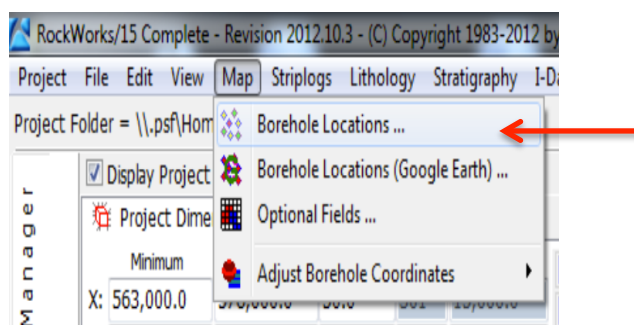 RockWorks/15 Complete - Revision 2012.10.3 - (C) Copyright 1983-2012 by
Project File Edit View Map Striplogs Lithology Stratigraphy I-Da
Project Folder = \\.psf\Hom
Borehole Locations ...
Display Project
Borehole Locations (Google Earth) ...
Project Dime
Optional Fields ...
Minimum
Adjust Borehole Coordinates
X: 563,000.0
Manager